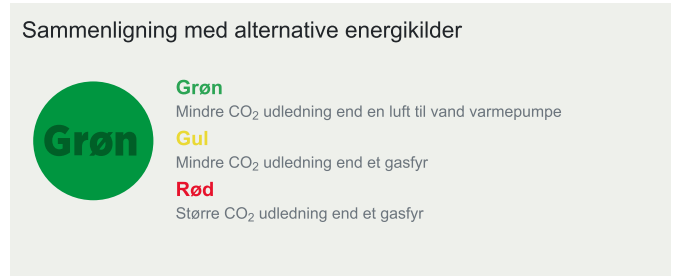 Sammenligning med alternative energikilder
Grøn
Grøn
Mindre CO₂ udledning end en luft til vand varmepumpe
Gul
Mindre CO₂ udledning end et gasfyr
Rød
Større CO₂ udledning end et gasfyr